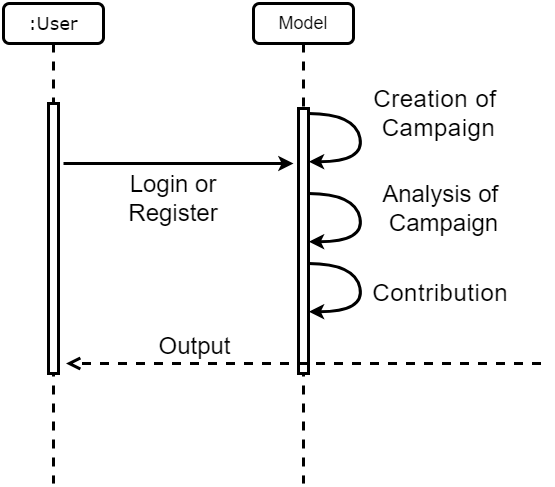 :User
Model
Creation of
Campaign
Login or
Register
Analysis of
Campaign
Contribution
Output